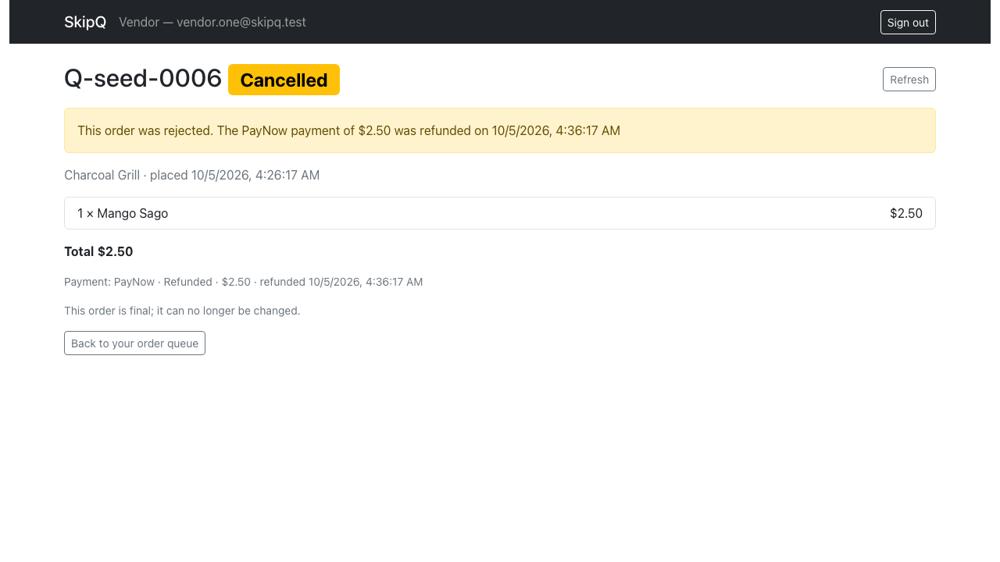 SkipQ Vendor — vendor.one@skipq.test Sign out
Q-seed-0006 Cancelled Refresh
This order was rejected. The PayNow payment of $2.50 was refunded on 10/5/2026, 4:36:17 AM
Charcoal Grill · placed 10/5/2026, 4:26:17 AM
1 × Mango Sago $2.50
Total $2.50
Payment: PayNow · Refunded · $2.50 · refunded 10/5/2026, 4:36:17 AM
This order is final; it can no longer be changed.
Back to your order queue